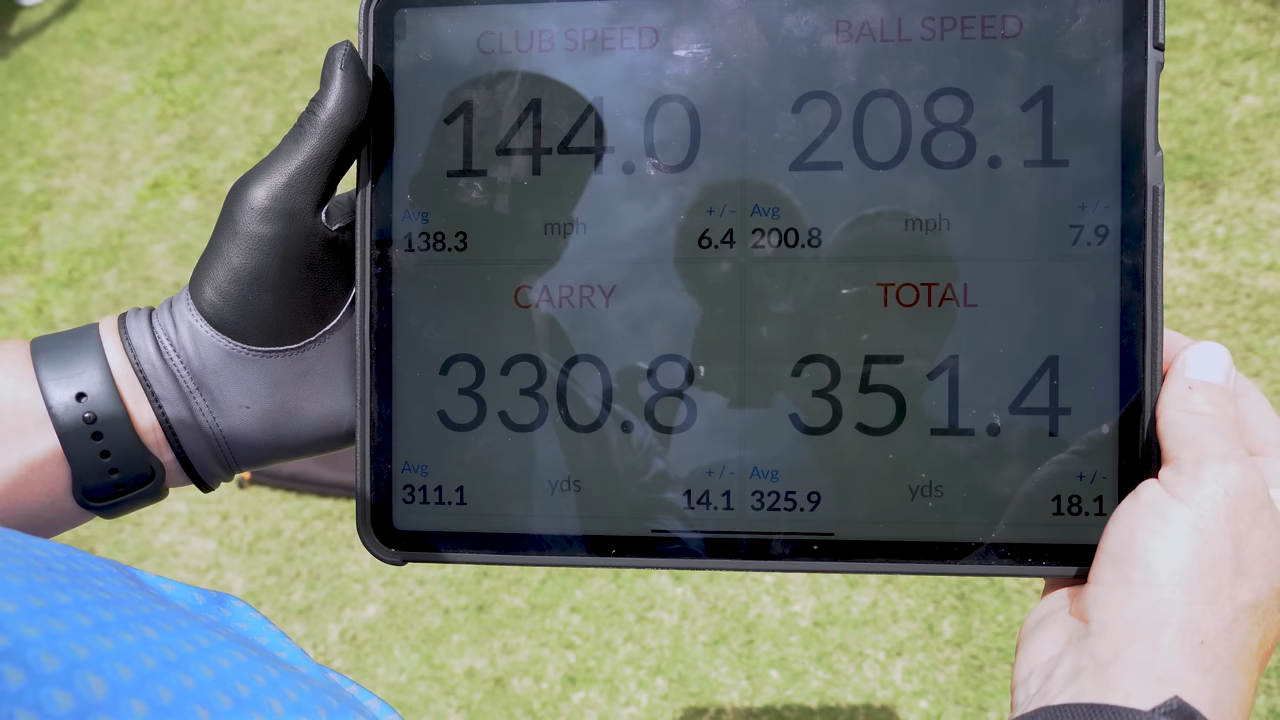 CLUB SPEED
BALL SPEED
144.0
208.1
Avg
mph
+/-
138.3
6.4
Avg
mph
+/-
200.8
7.9
CARRY
TOTAL
330.8
351.4
Avg
yds
+/-
311.1
14.1
Avg
yds
+/-
325.9
18.1